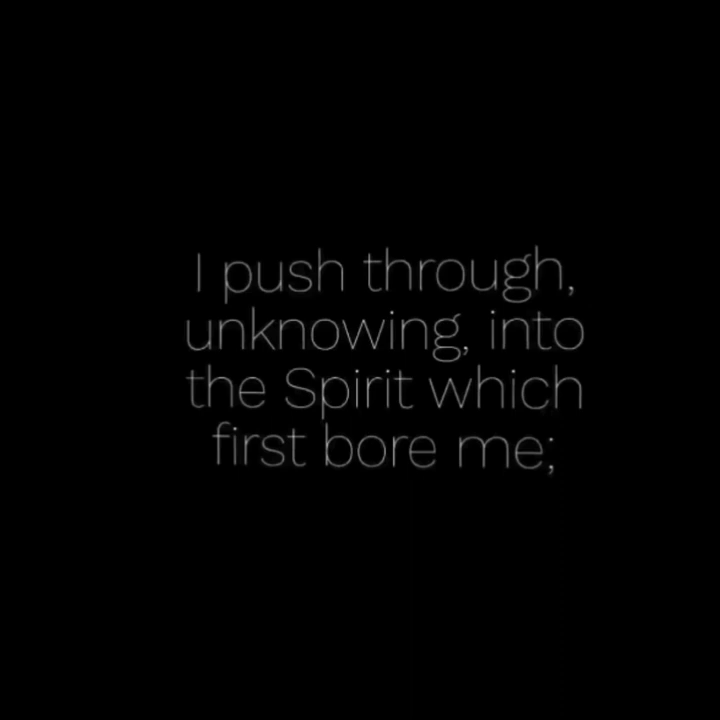 I push through,
unknowing, into
the Spirit which
first bore me;